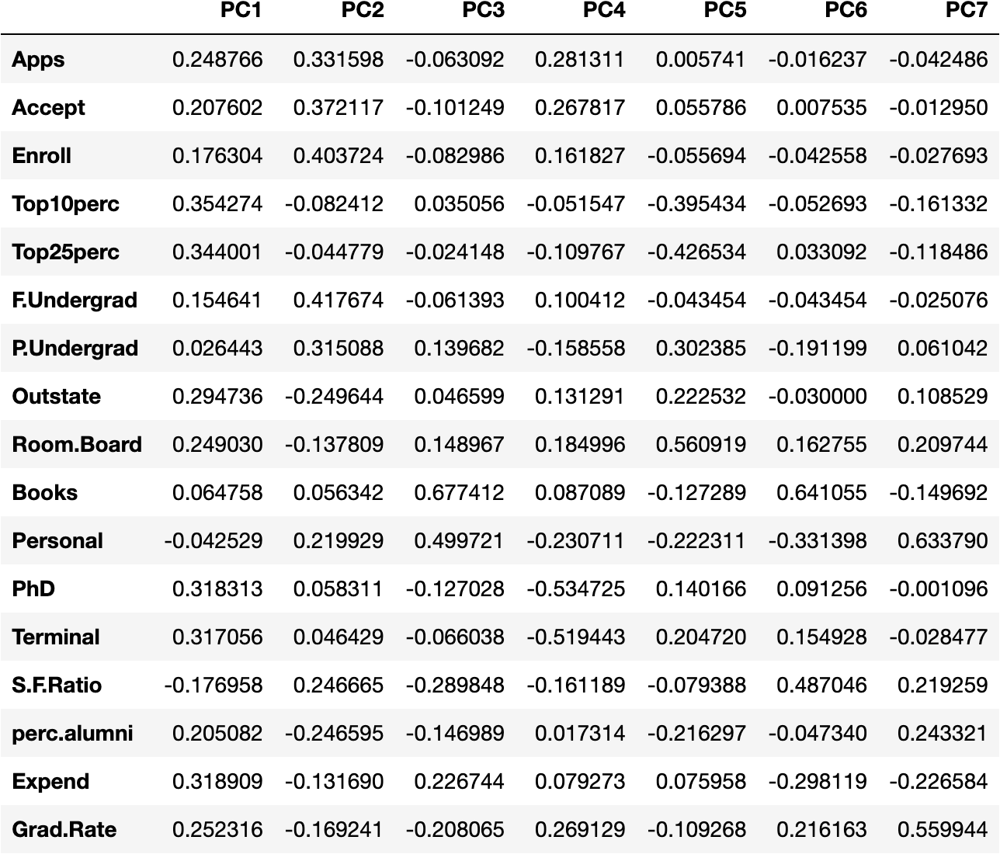 PC1 PC2 PC3 PC4 PC5 PC6 PC7
Apps 0.248766 0.331598 -0.063092 0.281311 0.005741 -0.016237 -0.042486
Accept 0.207602 0.372117 -0.101249 0.267817 0.055786 0.007535 -0.012950
Enroll 0.176304 0.403724 -0.082986 0.161827 -0.055694 -0.042558 -0.027693
Top10perc 0.354274 -0.082412 0.035056 -0.051547 -0.395434 -0.052693 -0.161332
Top25perc 0.344001 -0.044779 -0.024148 -0.109767 -0.426534 0.033092 -0.118486
F.Undergrad 0.154641 0.417674 -0.061393 0.100412 -0.043454 -0.043454 -0.025076
P.Undergrad 0.026443 0.315088 0.139682 -0.158558 0.302385 -0.191199 0.061042
Outstate 0.294736 -0.249644 0.046599 0.131291 0.222532 -0.030000 0.108529
Room.Board 0.249030 -0.137809 0.148967 0.184996 0.560919 0.162755 0.209744
Books 0.064758 0.056342 0.677412 0.087089 -0.127289 0.641055 -0.149692
Personal -0.042529 0.219929 0.499721 -0.230711 -0.222311 -0.331398 0.633790
PhD 0.318313 0.058311 -0.127028 -0.534725 0.140166 0.091256 -0.001096
Terminal 0.317056 0.046429 -0.066038 -0.519443 0.204720 0.154928 -0.028477
S.F.Ratio -0.176958 0.246665 -0.289848 -0.161189 -0.079388 0.487046 0.219259
perc.alumni 0.205082 -0.246595 -0.146989 0.017314 -0.216297 -0.047340 0.243321
Expend 0.318909 -0.131690 0.226744 0.079273 0.075958 -0.298119 -0.226584
Grad.Rate 0.252316 -0.169241 -0.208065 0.269129 -0.109268 0.216163 0.559944